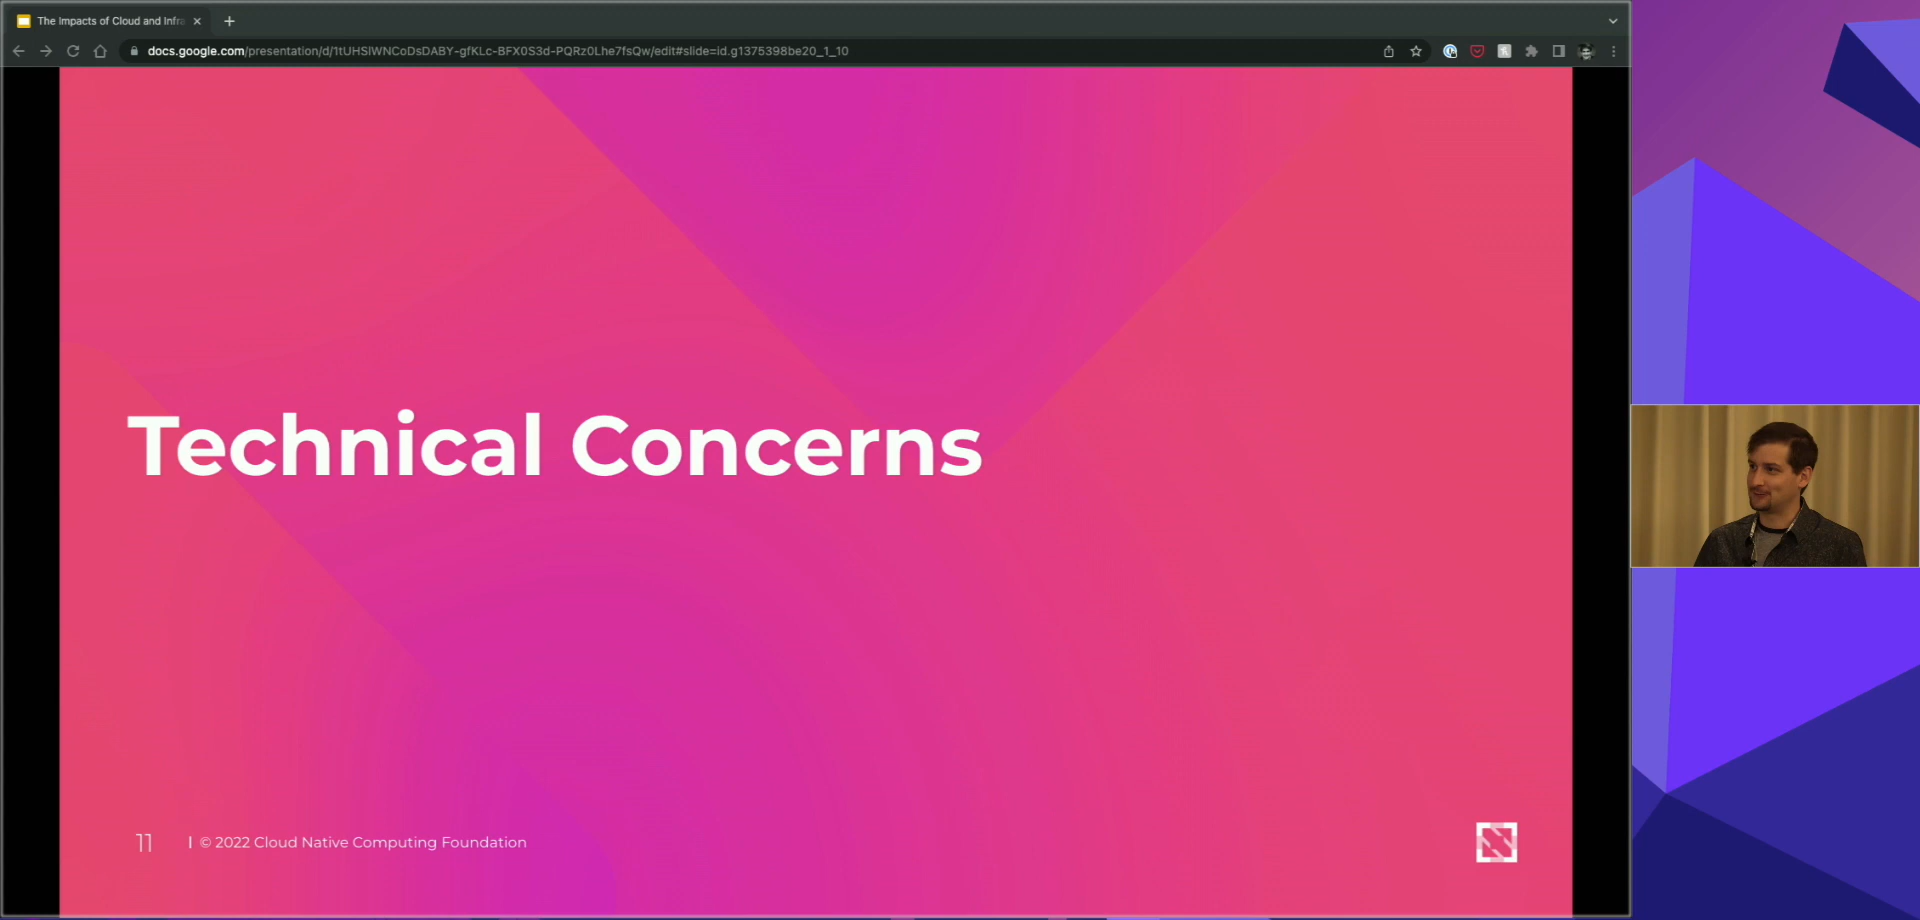 The Impacts of Cloud and Infra
docs.google.com/presentation/d/1tUHSlWNCoDsDABY-gfKLc-BFX0S3d-PQRz0Lhe7fsQw/edit#slide=id.g1375398be20_1_10
Technical Concerns
11 | © 2022 Cloud Native Computing Foundation